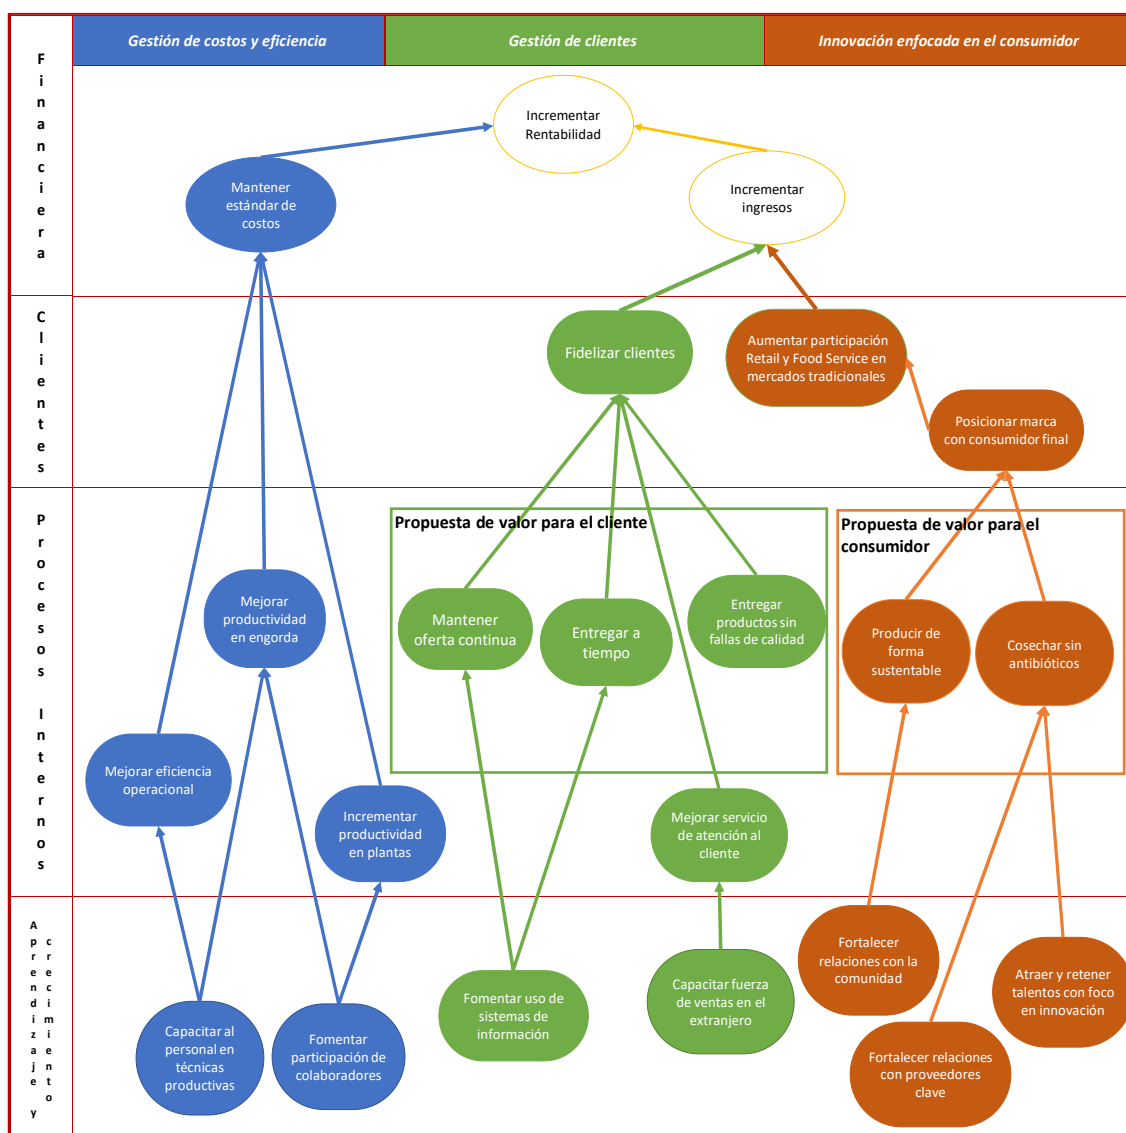 Gestión de costos y eficiencia
Gestión de clientes
Innovación enfocada en el consumidor
Financiera
Incrementar
Rentabilidad
Mantener
estándar de
costos
Incrementar
ingresos
Clientes
Fidelizar clientes
Aumentar participación
Retail y Food Service en
mercados tradicionales
Posicionar marca
con consumidor final
Procesos Internos
Propuesta de valor para el cliente
Propuesta de valor para el
consumidor
Mejorar
productividad
en engorda
Mantener
oferta continua
Entregar a
tiempo
Entregar
productos sin
fallas de calidad
Producir de
forma
sustentable
Cosechar sin
antibióticos
Mejorar eficiencia
operacional
Incrementar
productividad
en plantas
Mejorar servicio
de atención al
cliente
Aprendizaje y
crecimiento
Capacitar al
personal en
técnicas
productivas
Fomentar
participación de
colaboradores
Fomentar uso de
sistemas de
información
Capacitar fuerza
de ventas en el
extranjero
Fortalecer
relaciones con la
comunidad
Atraer y retener
talentos con foco
en innovación
Fortalecer relaciones
con proveedores
clave